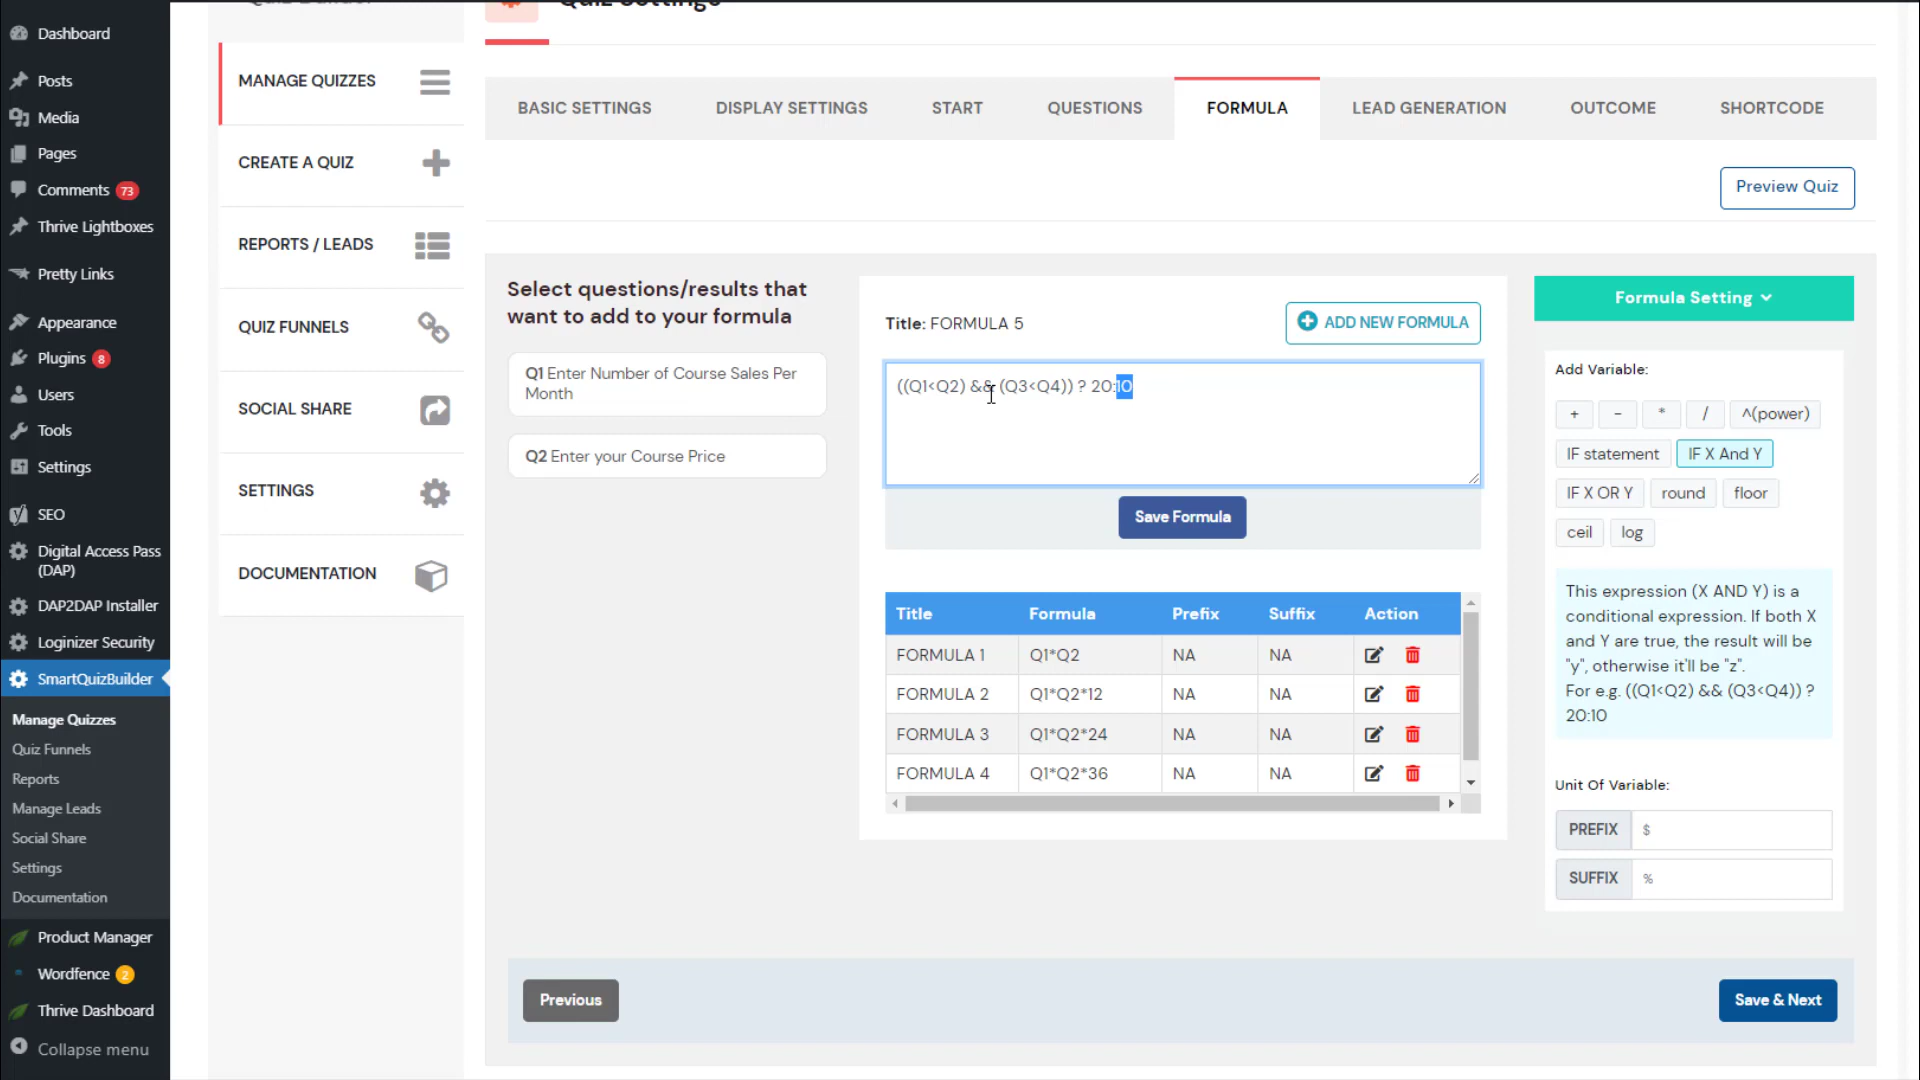 Dashboard
Posts
Media
Pages
Comments 73
Thrive Lightboxes
Pretty Links
Appearance
Plugins 8
Users
Tools
Settings
SEO
Digital Access Pass
(DAP)
DAP2DAP Installer
Loginizer Security
SmartQuizBuilder
Manage Quizzes
Quiz Funnels
Reports
Manage Leads
Social Share
Settings
Documentation
Product Manager
Wordfence 2
Thrive Dashboard
Collapse menu
Quiz Builder
MANAGE QUIZZES
CREATE A QUIZ
REPORTS / LEADS
QUIZ FUNNELS
SOCIAL SHARE
SETTINGS
DOCUMENTATION
Quiz Settings
BASIC SETTINGS
DISPLAY SETTINGS
START
QUESTIONS
FORMULA
LEAD GENERATION
OUTCOME
SHORTCODE
Preview Quiz
Select questions/results that
want to add to your formula
Q1 Enter Number of Course Sales Per
Month
Q2 Enter your Course Price
Title: FORMULA 5
ADD NEW FORMULA
((Q1<Q2) && (Q3<Q4)) ? 20:10
Save Formula
Title Formula Prefix Suffix Action
FORMULA 1 Q1*Q2 NA NA
FORMULA 2 Q1*Q2*12 NA NA
FORMULA 3 Q1*Q2*24 NA NA
FORMULA 4 Q1*Q2*36 NA NA
Formula Setting
Add Variable:
+ - * / ^(power)
IF statement IF X And Y
IF X OR Y round floor
ceil log
This expression (X AND Y) is a
conditional expression. If both X
and Y are true, the result will be
"y", otherwise it'll be "z".
For e.g. ((Q1<Q2) && (Q3<Q4)) ?
20:10
Unit Of Variable:
PREFIX $
SUFFIX %
Previous
Save & Next